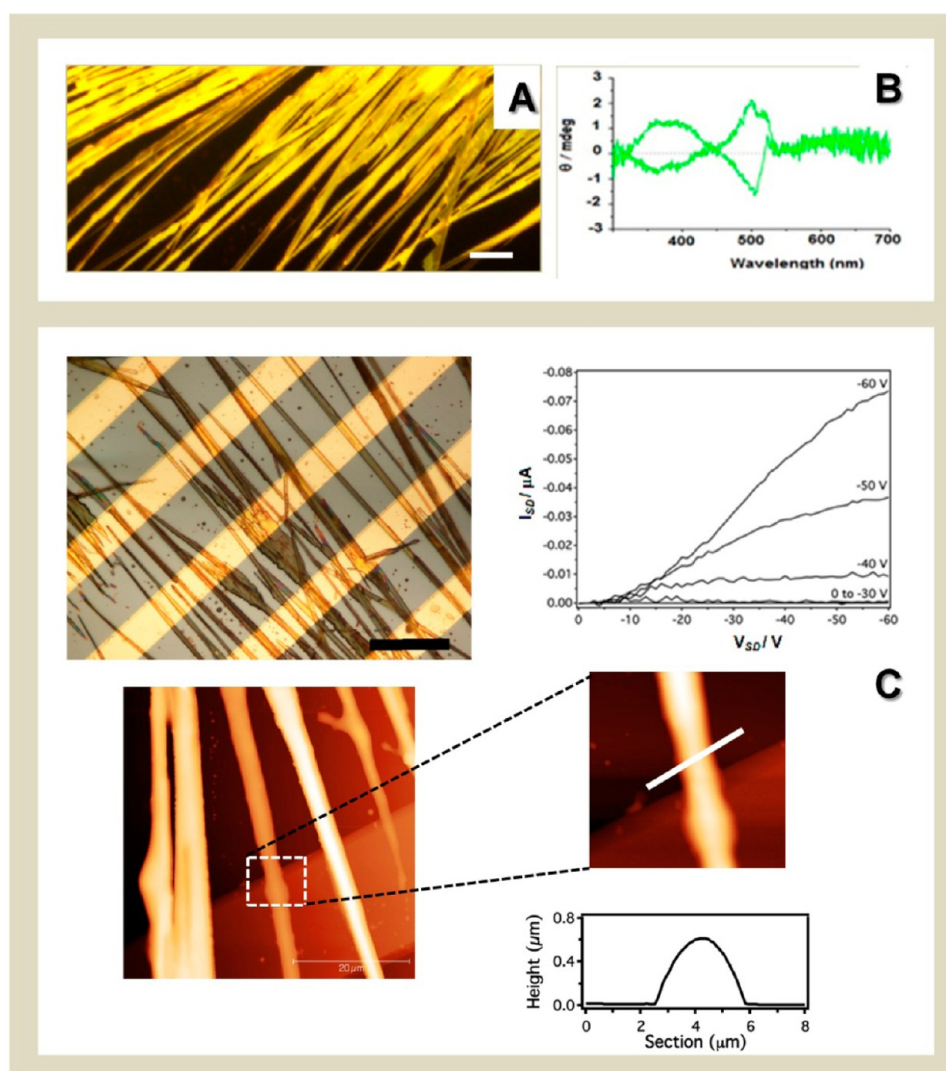 A
B
θ / mdeg
3
2
1
0
-1
-2
-3
400 500 600 700
Wavelength (nm)
-0.08
-0.07
-0.06
-0.05
-0.04
-0.03
-0.02
-0.01
0.00
I_SD / μA
-60 V
-50 V
-40 V
0 to -30 V
0 -10 -20 -30 -40 -50 -60
V_SD / V
C
20 μm
Height (μm)
0.8
0.4
0.0
0 2 4 6 8
Section (μm)